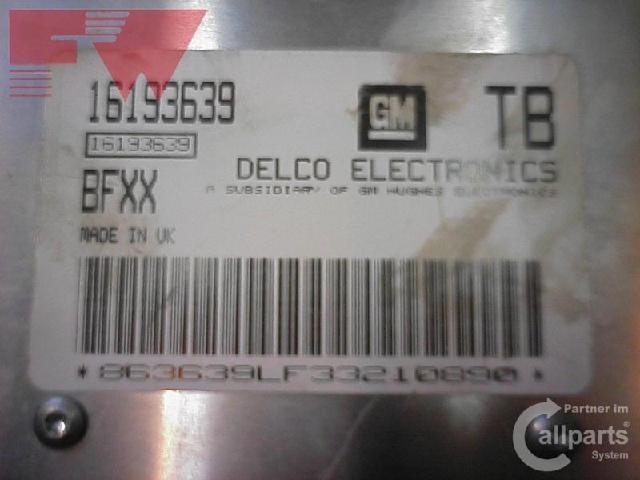 16193639
16193639
BFXX
MADE IN UK
GM
TB
DELCO ELECTRONICS
A SUBSIDIARY OF GM HUGHES ELECTRONICS
*863639LF33210890*
Partner im
Callparts
System